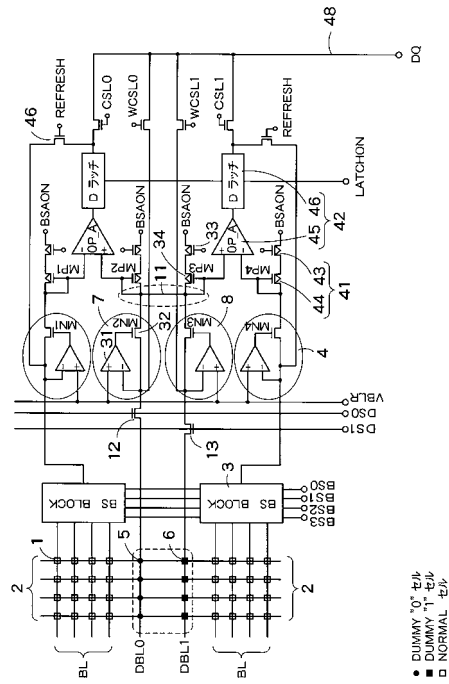 46
REFRESH
CSL0
WCSL0
48
DQ
WCSL1
CSL1
REFRESH
D ラッチ
D ラッチ
LATCHON
46
45
42
BSAON
BSAON
BSAON
BSAON
OPA
OPA
34
33
MP1
MP2
MP3
MP4
11
43
44
41
MN1
MN2
MN3
MN4
7
31
32
8
4
VBLR
DS0
DS1
12
13
BS BLOCK
BS BLOCK
3
BS0
BS1
BS2
BS3
1
2
5
6
2
BL
DBL0
DBL1
BL
● DUMMY "0" セル
■ DUMMY "1" セル
□ NORMAL セル